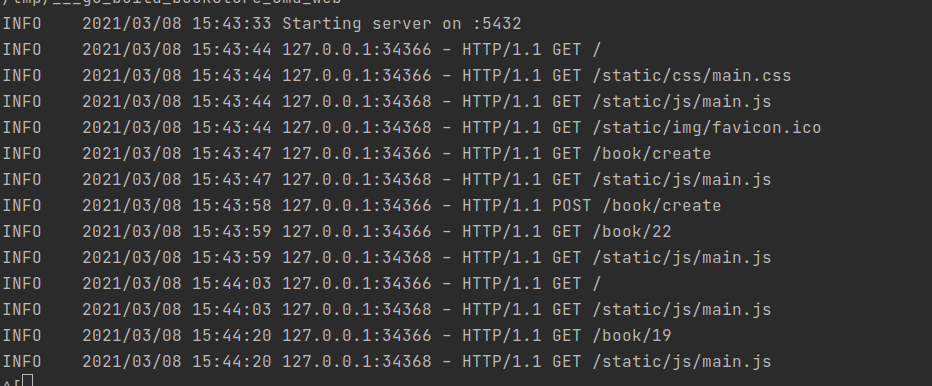 /tmp/___go_build_bookstore_cmd_web
INFO    2021/03/08 15:43:33 Starting server on :5432
INFO    2021/03/08 15:43:44 127.0.0.1:34366 - HTTP/1.1 GET /
INFO    2021/03/08 15:43:44 127.0.0.1:34366 - HTTP/1.1 GET /static/css/main.css
INFO    2021/03/08 15:43:44 127.0.0.1:34368 - HTTP/1.1 GET /static/js/main.js
INFO    2021/03/08 15:43:44 127.0.0.1:34368 - HTTP/1.1 GET /static/img/favicon.ico
INFO    2021/03/08 15:43:47 127.0.0.1:34366 - HTTP/1.1 GET /book/create
INFO    2021/03/08 15:43:47 127.0.0.1:34368 - HTTP/1.1 GET /static/js/main.js
INFO    2021/03/08 15:43:58 127.0.0.1:34366 - HTTP/1.1 POST /book/create
INFO    2021/03/08 15:43:59 127.0.0.1:34366 - HTTP/1.1 GET /book/22
INFO    2021/03/08 15:43:59 127.0.0.1:34368 - HTTP/1.1 GET /static/js/main.js
INFO    2021/03/08 15:44:03 127.0.0.1:34366 - HTTP/1.1 GET /
INFO    2021/03/08 15:44:03 127.0.0.1:34368 - HTTP/1.1 GET /static/js/main.js
INFO    2021/03/08 15:44:20 127.0.0.1:34366 - HTTP/1.1 GET /book/19
INFO    2021/03/08 15:44:20 127.0.0.1:34368 - HTTP/1.1 GET /static/js/main.js